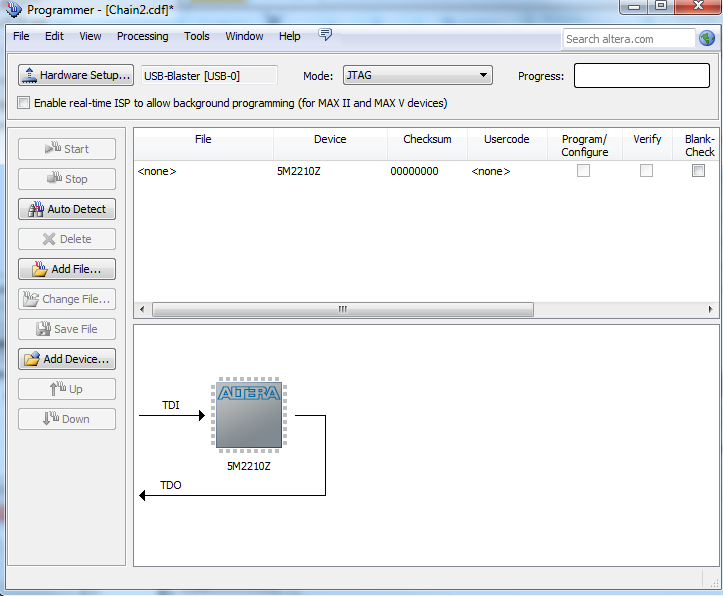 Programmer - [Chain2.cdf]*
File Edit View Processing Tools Window Help
Search altera.com
Hardware Setup... USB-Blaster [USB-0] Mode: JTAG Progress:
Enable real-time ISP to allow background programming (for MAX II and MAX V devices)
Start
Stop
Auto Detect
Delete
Add File...
Change File...
Save File
Add Device...
Up
Down
File Device Checksum Usercode Program/
Configure Verify Blank-
Check
<none> 5M2210Z 00000000 <none>
ALTERA
TDI
5M2210Z
TDO